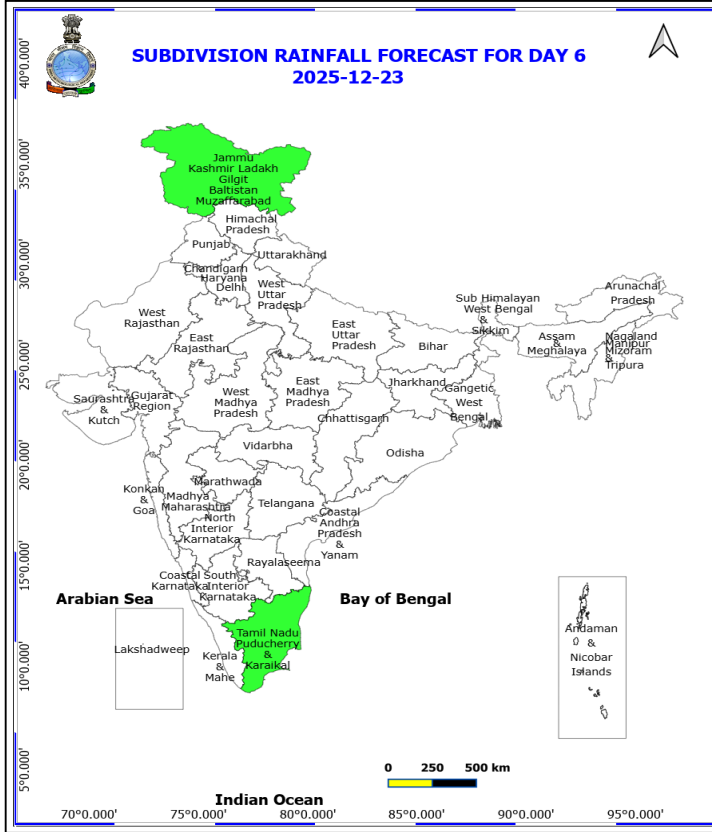 SUBDIVISION RAINFALL FORECAST FOR DAY 6
2025-12-23
40°0.000'
35°0.000'
30°0.000'
25°0.000'
20°0.000'
15°0.000'
10°0.000'
5°0.000'
Jammu
Kashmir Ladakh
Gilgit
Baltistan
Muzaffarabad
Himachal
Pradesh
Punjab
Uttarakhand
Chandigarh
Haryana
Delhi
West
Uttar
Pradesh
West
Rajasthan
East
Rajasthan
East
Uttar
Pradesh
Bihar
Sub Himalayan
West Bengal
&
Sikkim
Arunachal
Pradesh
Assam
&
Meghalaya
Nagaland
Manipur
Mizoram
&
Tripura
Saurashtra
&
Kutch
Gujarat
Region
West
Madhya
Pradesh
East
Madhya
Pradesh
Jharkhand
Gangetic
West
Bengal
Chhattisgarh
Vidarbha
Odisha
Konkan
&
Goa
Madhya
Maharashtra
Marathwada
Telangana
North
Interior
Karnataka
Coastal
Andhra
Pradesh
&
Yanam
Rayalaseema
Coastal
Karnataka
South
Interior
Karnataka
Arabian Sea
Bay of Bengal
Lakshadweep
Kerala
&
Mahe
Tamil Nadu
Puducherry
&
Karaikal
Andaman
&
Nicobar
Islands
0 250 500 km
Indian Ocean
70°0.000' 75°0.000' 80°0.000' 85°0.000' 90°0.000' 95°0.000'